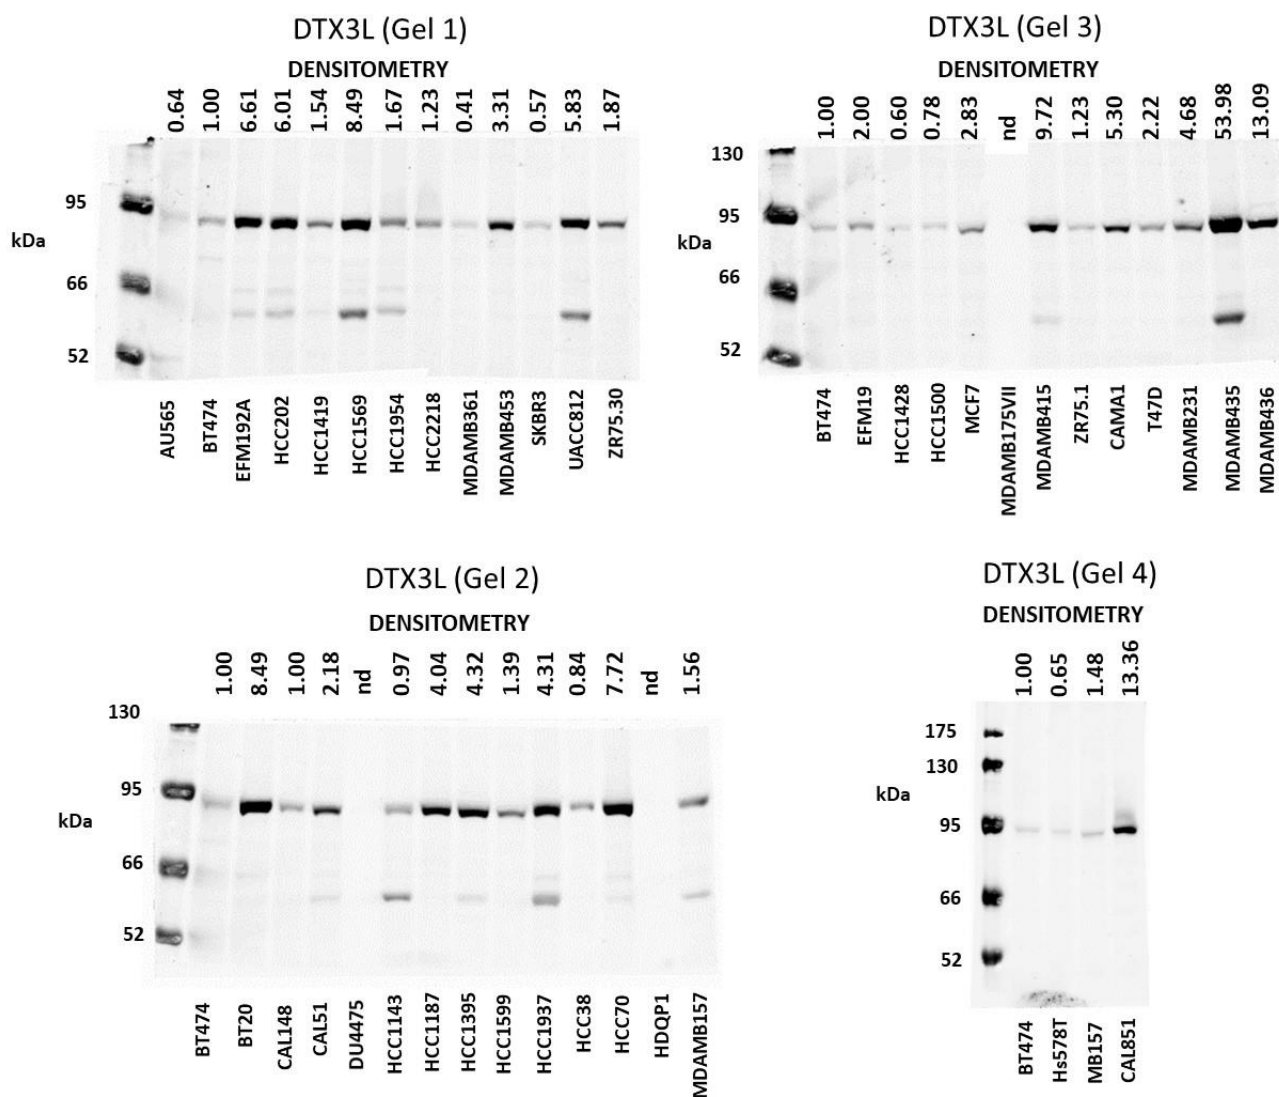 DTX3L (Gel 1)
DENSITOMETRY
0.64 1.00 6.61 6.01 1.54 8.49 1.67 1.23 0.41 3.31 0.57 5.83 1.87
95
kDa
66
52
AU565 BT474 EFM192A HCC202 HCC1419 HCC1569 HCC1954 HCC2218 MDAMB361 MDAMB453 SKBR3 UACC812 ZR75.30
DTX3L (Gel 3)
DENSITOMETRY
1.00 2.00 0.60 0.78 2.83 nd 9.72 1.23 5.30 2.22 4.68 53.98 13.09
130
95
kDa
66
52
BT474 EFM19 HCC1428 HCC1500 MCF7 MDAMB175VII MDAMB415 ZR75.1 CAMA1 T47D MDAMB231 MDAMB435 MDAMB436
DTX3L (Gel 2)
DENSITOMETRY
1.00 8.49 1.00 2.18 nd 0.97 4.04 4.32 1.39 4.31 0.84 7.72 nd 1.56
130
95
kDa
66
52
BT474 BT20 CAL148 CAL51 DU4475 HCC1143 HCC1187 HCC1395 HCC1599 HCC1937 HCC38 HCC70 HDQP1 MDAMB157
DTX3L (Gel 4)
DENSITOMETRY
1.00 0.65 1.48 13.36
175
130
kDa
95
66
52
BT474 Hs578T MB157 CAL851